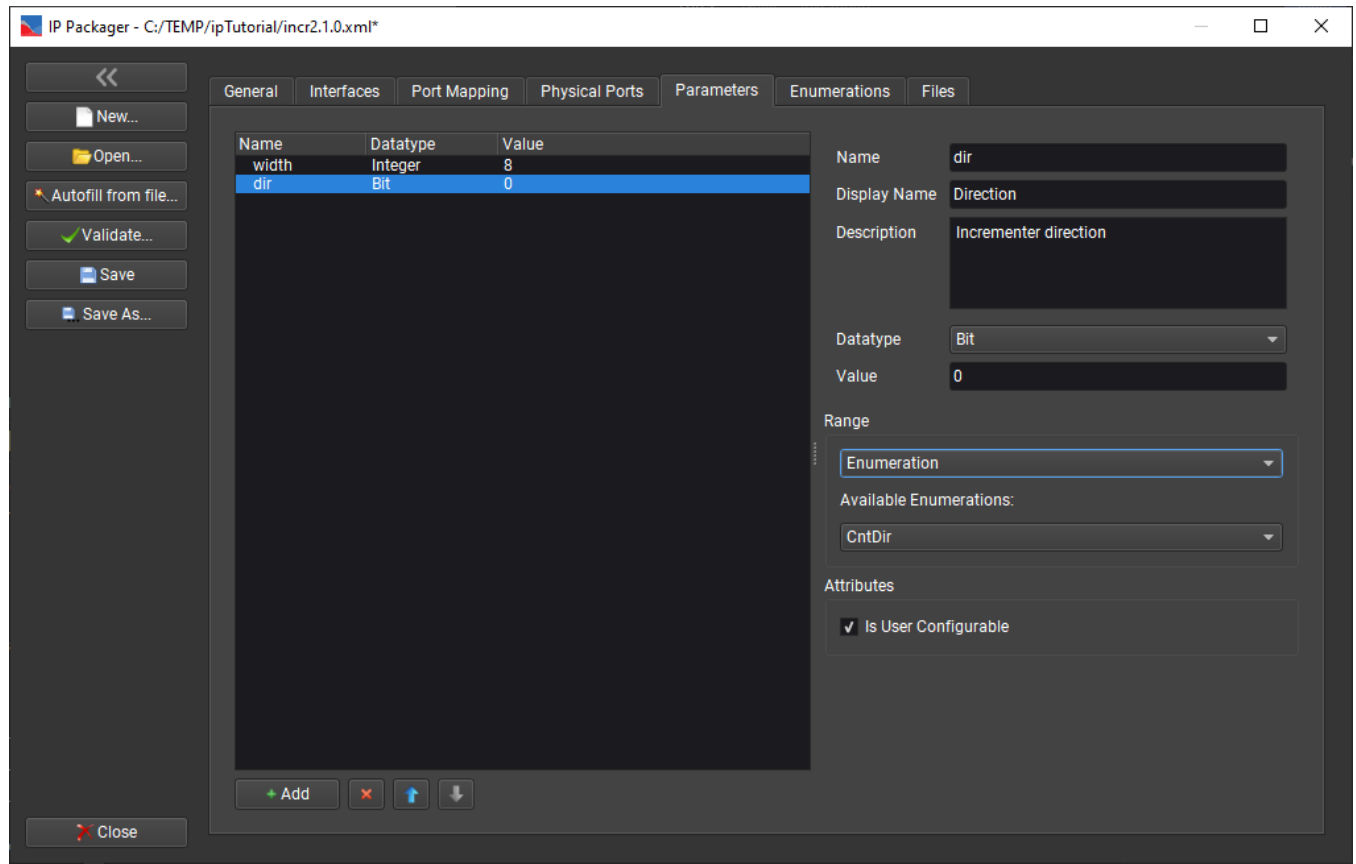 IP Packager - C:/TEMP/ipTutorial/incr2.1.0.xml*
New...
Open...
Autofill from file...
Validate...
Save
Save As...
Close
General Interfaces Port Mapping Physical Ports Parameters Enumerations Files
Name Datatype Value
width Integer 8
dir Bit 0
Add
Name dir
Display Name Direction
Description Incrementer direction
Datatype Bit
Value 0
Range
Enumeration
Available Enumerations:
CntDir
Attributes
Is User Configurable